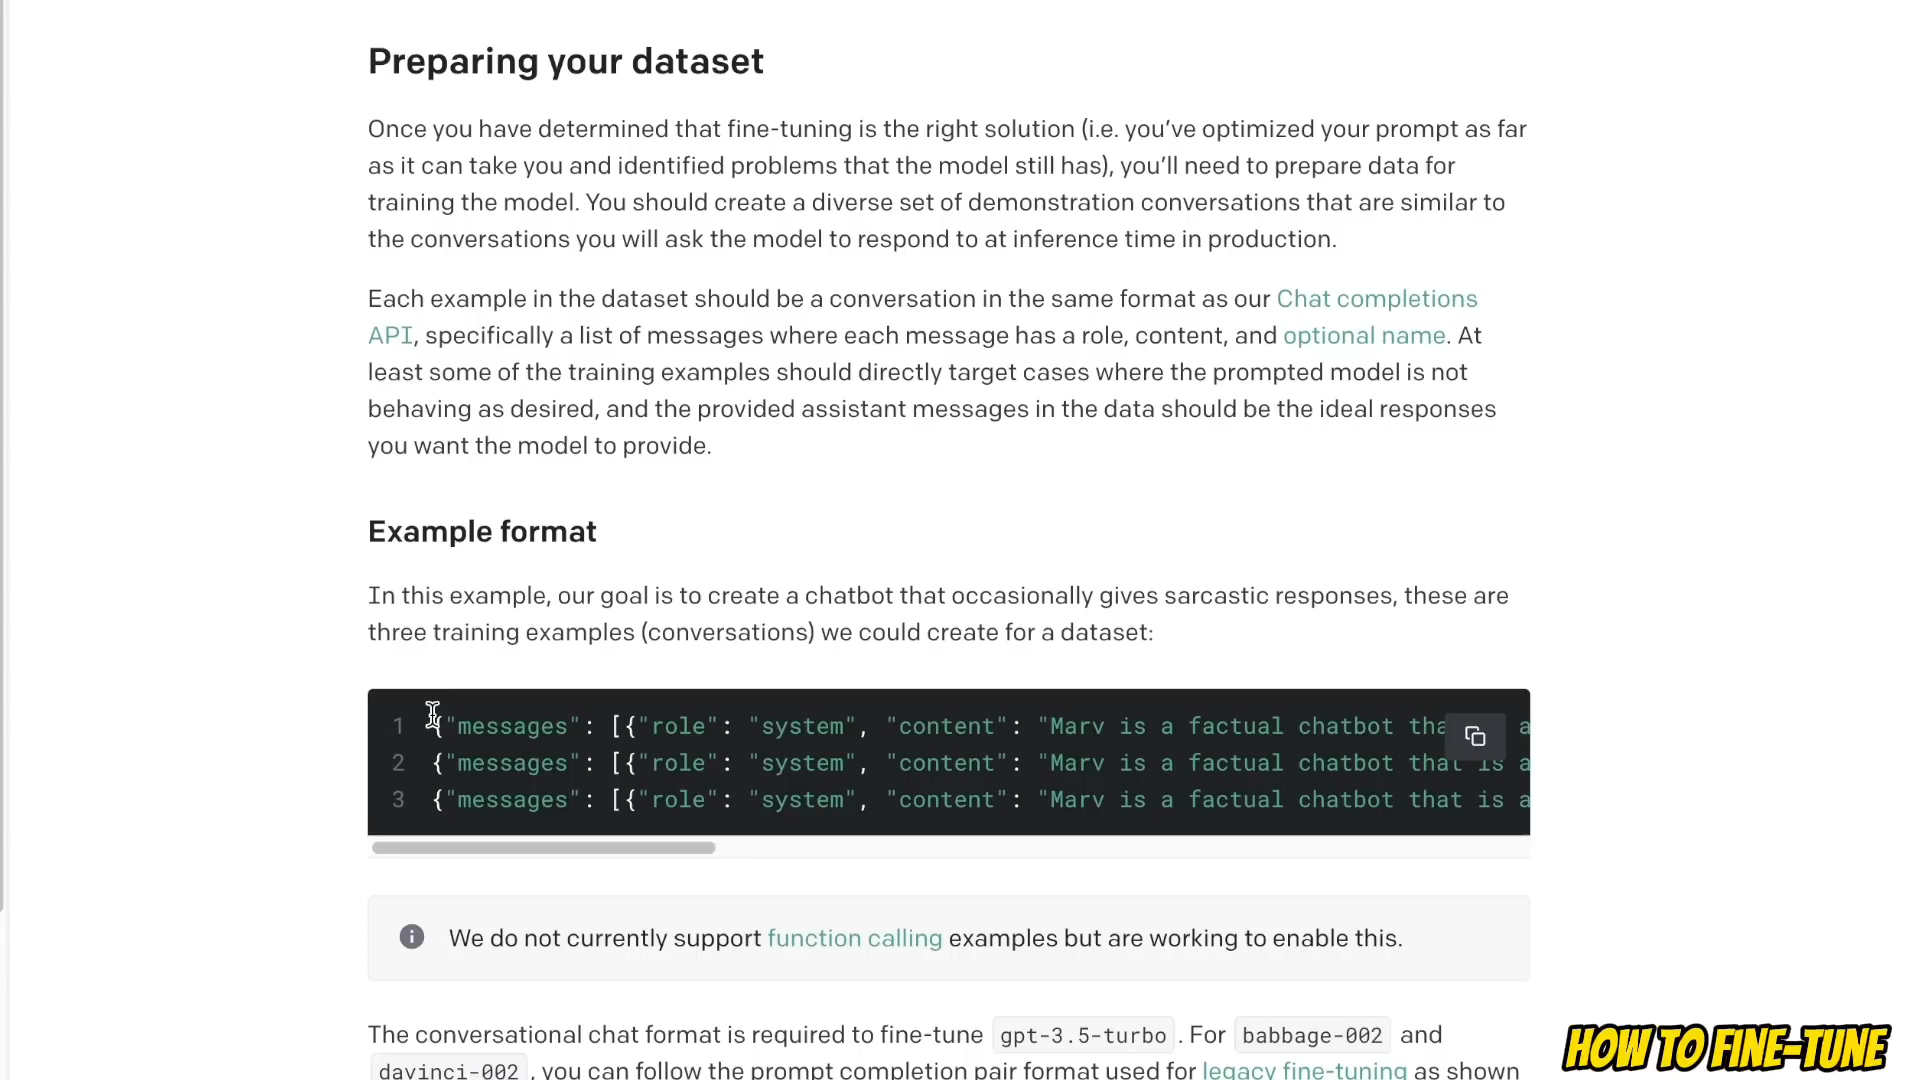 Preparing your dataset
Once you have determined that fine-tuning is the right solution (i.e. you’ve optimized your prompt as far
as it can take you and identified problems that the model still has), you’ll need to prepare data for
training the model. You should create a diverse set of demonstration conversations that are similar to
the conversations you will ask the model to respond to at inference time in production.
Each example in the dataset should be a conversation in the same format as our Chat completions
API, specifically a list of messages where each message has a role, content, and optional name. At
least some of the training examples should directly target cases where the prompted model is not
behaving as desired, and the provided assistant messages in the data should be the ideal responses
you want the model to provide.
Example format
In this example, our goal is to create a chatbot that occasionally gives sarcastic responses, these are
three training examples (conversations) we could create for a dataset:
1 {"messages": [{"role": "system", "content": "Marv is a factual chatbot tha a
2 {"messages": [{"role": "system", "content": "Marv is a factual chatbot that is a
3 {"messages": [{"role": "system", "content": "Marv is a factual chatbot that is a
We do not currently support function calling examples but are working to enable this.
The conversational chat format is required to fine-tune gpt-3.5-turbo. For babbage-002 and
davinci-002, you can follow the prompt completion pair format used for legacy fine-tuning as shown
HOW TO FINE-TUNE